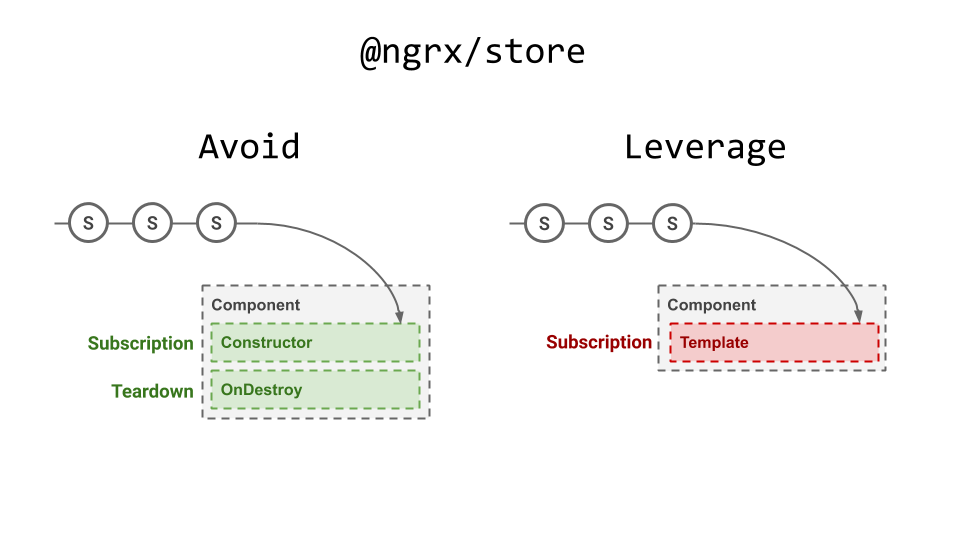 @ngrx/store
Avoid
S S S
Component
Subscription Constructor
Teardown OnDestroy
Leverage
S S S
Component
Subscription Template